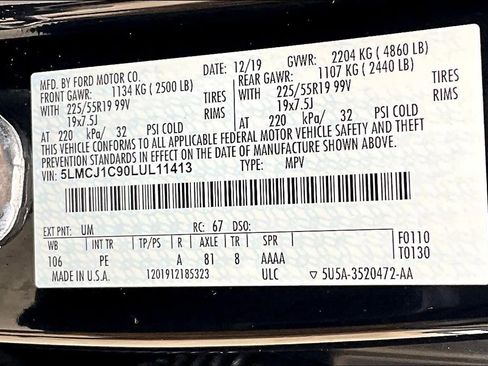 MFD. BY FORD MOTOR CO. DATE: 12/19 GVWR: 2204 KG ( 4860 LB)
FRONT GAWR: 1134 KG ( 2500 LB) REAR GAWR: 1107 KG ( 2440 LB)
WITH 225/55R19 99V TIRES WITH 225/55R19 99V TIRES
19x7.5J RIMS 19x7.5J RIMS
AT 220 kPa/ 32 PSI COLD AT 220 kPa/ 32 PSI COLD
THIS VEHICLE CONFORMS TO ALL APPLICABLE FEDERAL MOTOR VEHICLE SAFETY AND THEFT
PREVENTION STANDARDS IN EFFECT ON THE DATE OF MANUFACTURE SHOWN ABOVE.
VIN: 5LMCJ1C90LUL11413 TYPE: MPV
EXT PNT: UM RC: 67 DSO:
WB INT TR TP/PS R AXLE TR SPR F0110
106 PE A 81 8 AAAA T0130
MADE IN U.S.A. 1201912185323 ULC ▽ 5U5A-3520472-AA